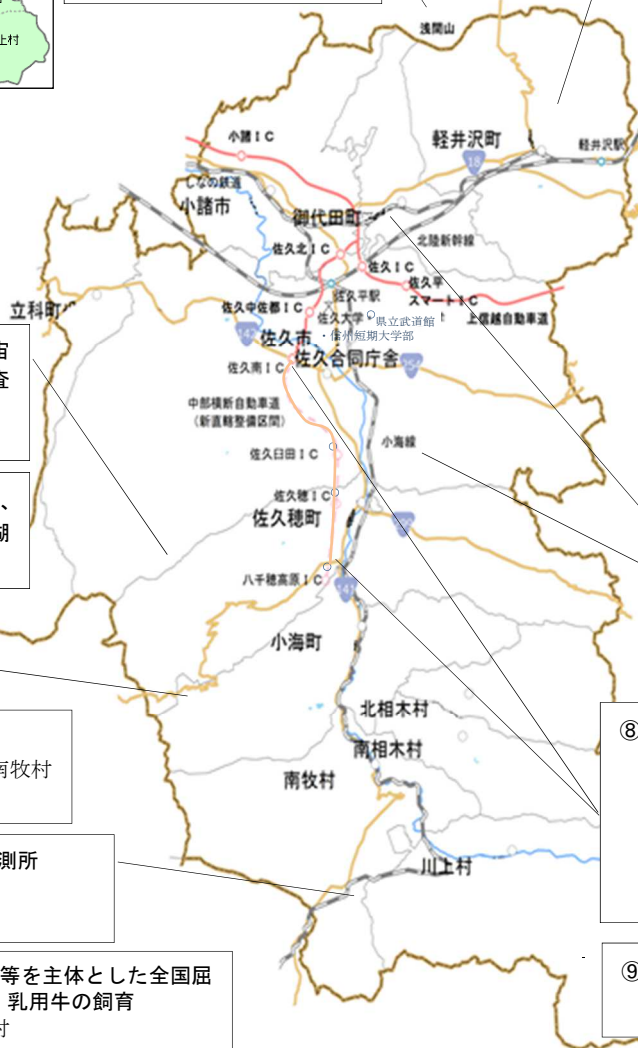 上村
浅間山
小諸ＩＣ
軽井沢町
軽井沢駅
18
しなの鉄道
小諸市
御代田町
北陸新幹線
佐久北ＩＣ
佐久ＩＣ
佐久平
スマートＩＣ
佐久平駅
上信越自動車道
立科町
佐久中佐都ＩＣ
佐久大学
・信州短期大学部
県立武道館
142
佐久市
佐久合同庁舎
254
佐久南ＩＣ
宙
査
中部横断自動車道
(新直轄整備区間)
小海線
佐久臼田ＩＣ
、
湖
佐久穂ＩＣ
佐久穂町
八千穂高原ＩＣ
141
小海町
北相木村
⑧
南相木村
南牧村
南牧村
測所
川上村
等を主体とした全国屈
乳用牛の飼育
村
⑨